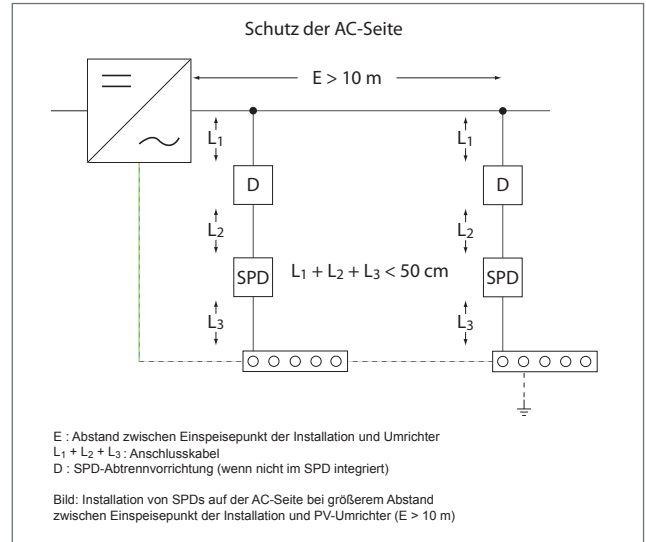 Schutz der AC-Seite
E > 10 m
L1 L1
D D
L2 L2
SPD L1 + L2 + L3 < 50 cm SPD
L3 L3
E : Abstand zwischen Einspeisepunkt der Installation und Umrichter
L1 + L2 + L3 : Anschlusskabel
D : SPD-Abtrennvorrichtung (wenn nicht im SPD integriert)
Bild: Installation von SPDs auf der AC-Seite bei größerem Abstand
zwischen Einspeisepunkt der Installation und PV-Umrichter (E > 10 m)